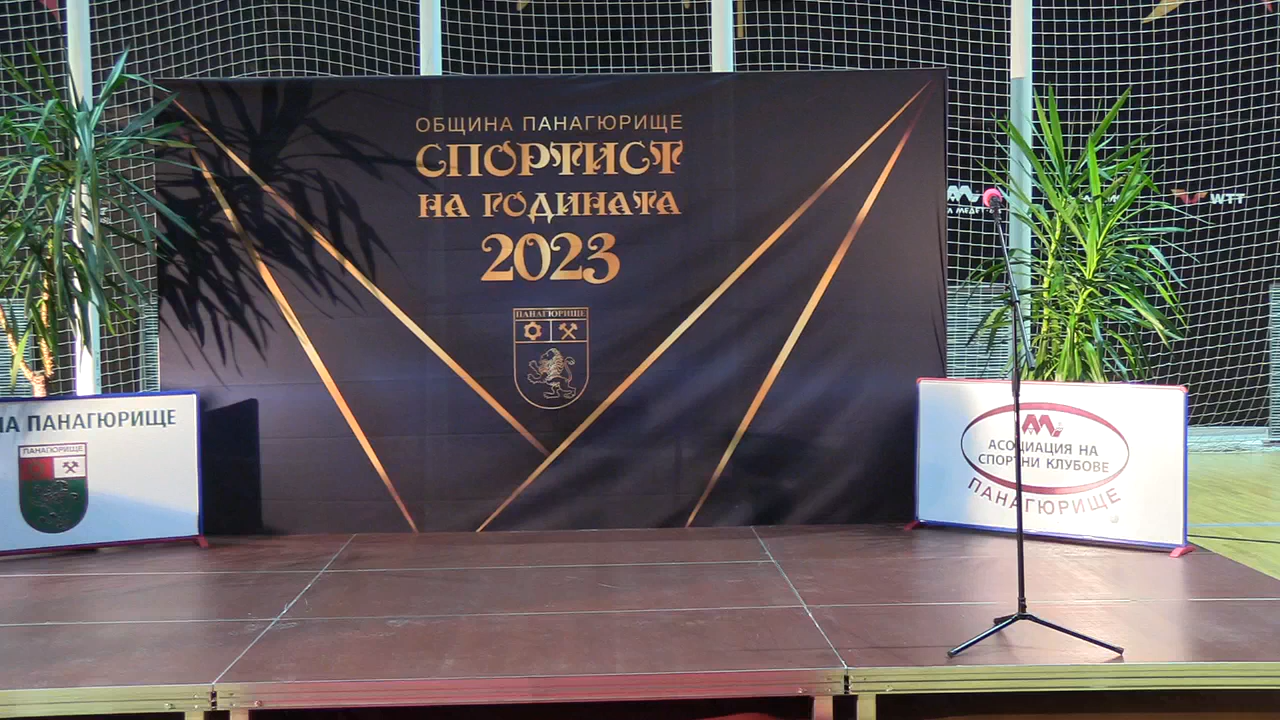 ОБЩИНА ПАНАГЮРИЩЕ
СПОРТИСТ
НА ГОДИНАТА
2023
ПАНАГЮРИЩЕ
WTT
НА ПАНАГЮРИЩЕ
ПАНАГЮРИЩЕ
АСОЦИАЦИЯ НА
СПОРТНИ КЛУБОВЕ
ПАНАГЮРИЩЕ